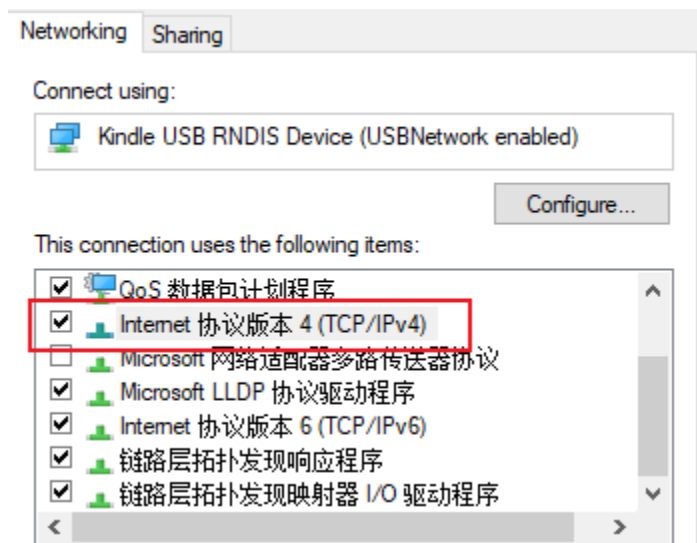 Networking Sharing
Connect using:
Kindle USB RNDIS Device (USBNetwork enabled)
Configure...
This connection uses the following items:
QoS 数据包计划程序
Internet 协议版本 4 (TCP/IPv4)
Microsoft 网络适配器多路传送器协议
Microsoft LLDP 协议驱动程序
Internet 协议版本 6 (TCP/IPv6)
链路层拓扑发现响应程序
链路层拓扑发现映射器 I/O 驱动程序